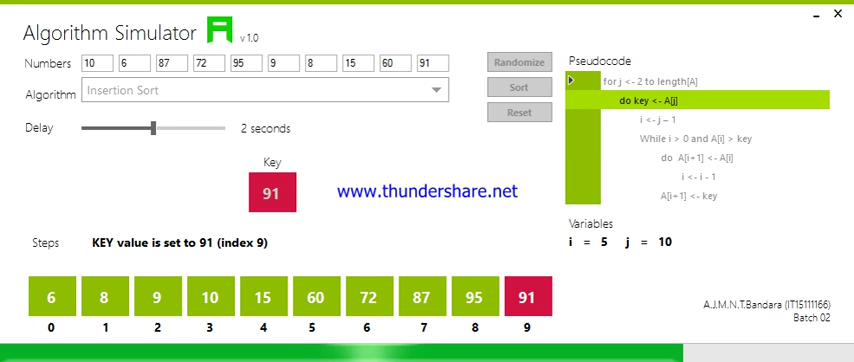 Algorithm Simulator A v 1.0
Numbers 10 6 87 72 95 9 8 15 60 91
Randomize
Algorithm Insertion Sort
Sort
Delay 2 seconds
Reset
Pseudocode
for j <- 2 to length[A]
do key <- A[j]
i <- j – 1
While i > 0 and A[i] > key
do A[i+1] <- A[i]
i <- i - 1
A[i+1] <- key
Key
91
www.thundershare.net
Variables
i = 5 j = 10
Steps KEY value is set to 91 (index 9)
6 8 9 10 15 60 72 87 95 91
0 1 2 3 4 5 6 7 8 9
A.J.M.N.T.Bandara (IT15111166)
Batch 02